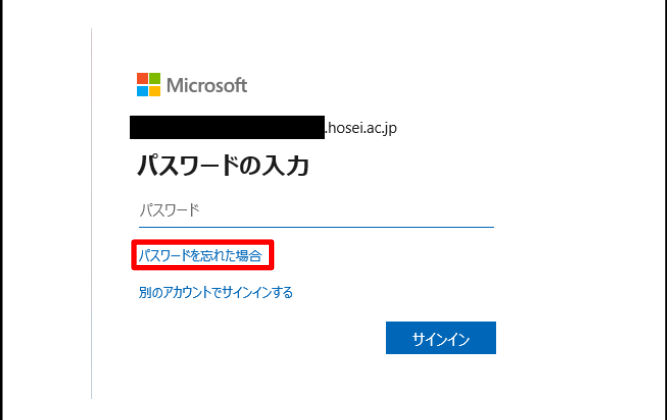 Microsoft
.hosei.ac.jp
パスワードの入力
パスワード
パスワードを忘れた場合
別のアカウントでサインインする
サインイン